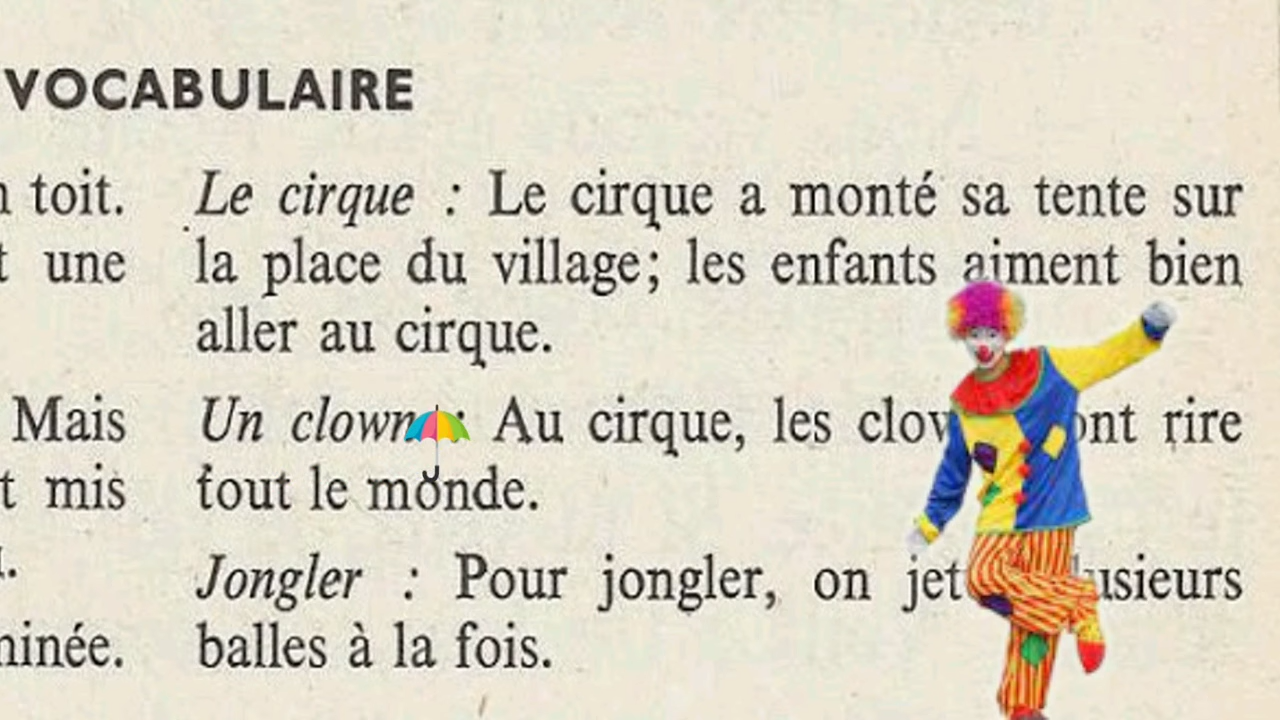 VOCABULAIRE
toit.
une
Mais
mis
Le cirque : Le cirque a monté sa tente sur
la place du village; les enfants aiment bien
aller au cirque.
Un clown : Au cirque, les rire
tout le monde.
Jongler : Pour jongler, on
balles à la fois.